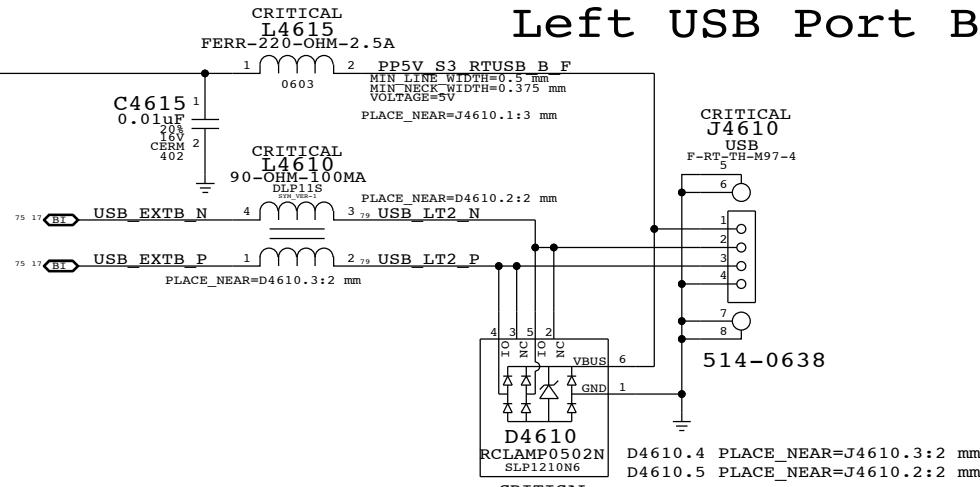 Left USB Port B
CRITICAL
L4615
FERR-220-OHM-2.5A
1
2
0603
PP5V_S3_RTUSB_B_F
MIN_LINE_WIDTH=0.5 mm
MIN_NECK_WIDTH=0.375 mm
VOLTAGE=5V
PLACE_NEAR=J4610.1:3 mm
C4615
0.01uF
20%
16V
CERM
402
1
2
CRITICAL
L4610
90-OHM-100MA
DLP11S
SYM_VER-1
PLACE_NEAR=D4610.2:2 mm
75 17 BI USB_EXTB_N 4
3 79 USB_LT2_N
75 17 BI USB_EXTB_P 1
2 79 USB_LT2_P
PLACE_NEAR=D4610.3:2 mm
CRITICAL
J4610
USB
F-RT-TH-M97-4
5
6
1
2
3
4
7
8
514-0638
4 3 5 2
IO NC IO NC
VBUS 6
GND 1
D4610
RCLAMP0502N
SLP1210N6
CRITICAL
D4610.4 PLACE_NEAR=J4610.3:2 mm
D4610.5 PLACE_NEAR=J4610.2:2 mm